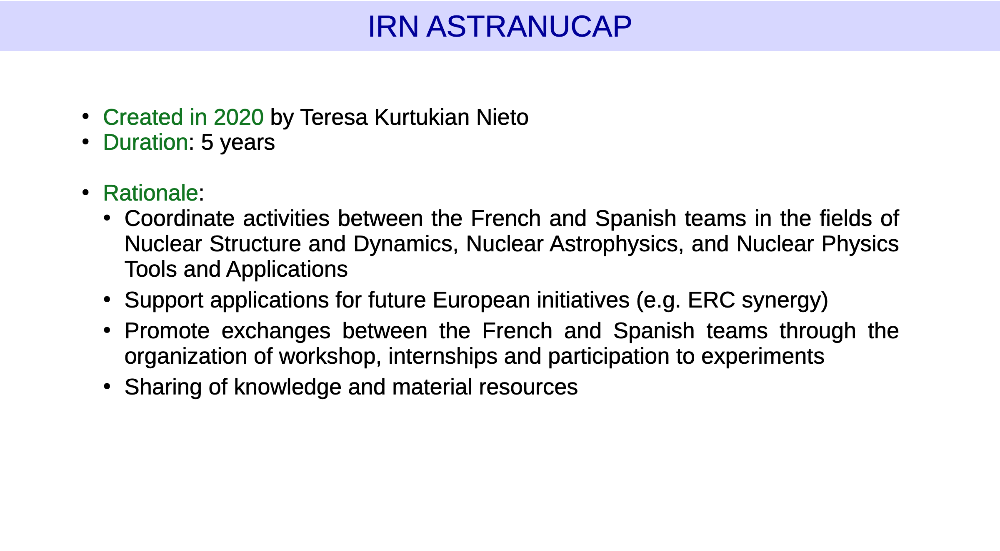 IRN ASTRANUCAP
• Created in 2020 by Teresa Kurtukian Nieto
• Duration: 5 years
• Rationale:
• Coordinate activities between the French and Spanish teams in the fields of
Nuclear Structure and Dynamics, Nuclear Astrophysics, and Nuclear Physics
Tools and Applications
• Support applications for future European initiatives (e.g. ERC synergy)
• Promote exchanges between the French and Spanish teams through the
organization of workshop, internships and participation to experiments
• Sharing of knowledge and material resources